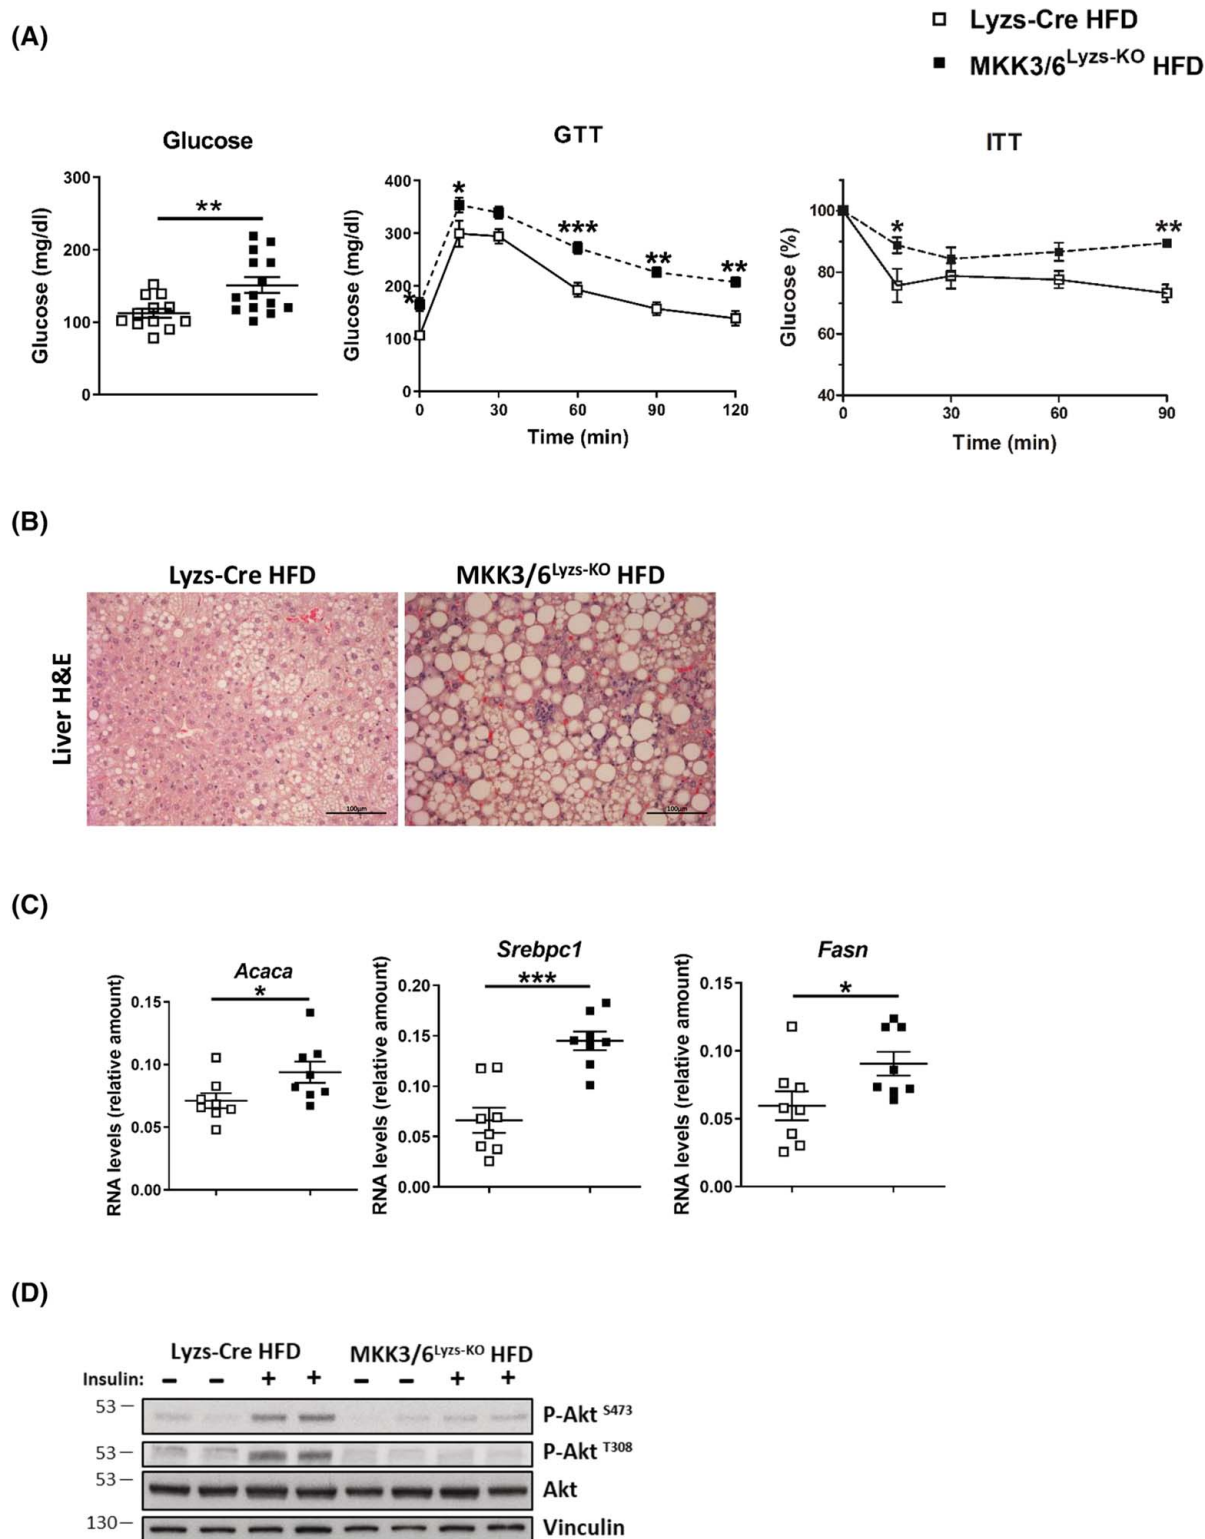 (A)
Lyzs-Cre HFD
MKK3/6Lyzs-KO HFD
Glucose
Glucose (mg/dl)
300
200
100
0
**
GTT
Glucose (mg/dl)
400
300
200
100
0
*
*
***
**
**
0 30 60 90 120
Time (min)
ITT
Glucose (%)
100
80
60
40
*
**
0 30 60 90
Time (min)
(B)
Lyzs-Cre HFD
MKK3/6Lyzs-KO HFD
Liver H&E
100µm
100µm
(C)
Acaca
RNA levels (relative amount)
0.15
0.10
0.05
0.00
*
Srebpc1
RNA levels (relative amount)
0.20
0.15
0.10
0.05
0.00
***
Fasn
RNA levels (relative amount)
0.15
0.10
0.05
0.00
*
(D)
Lyzs-Cre HFD MKK3/6Lyzs-KO HFD
Insulin: − − + + − − + +
53 P-Akt S473
53 P-Akt T308
53 Akt
130 Vinculin